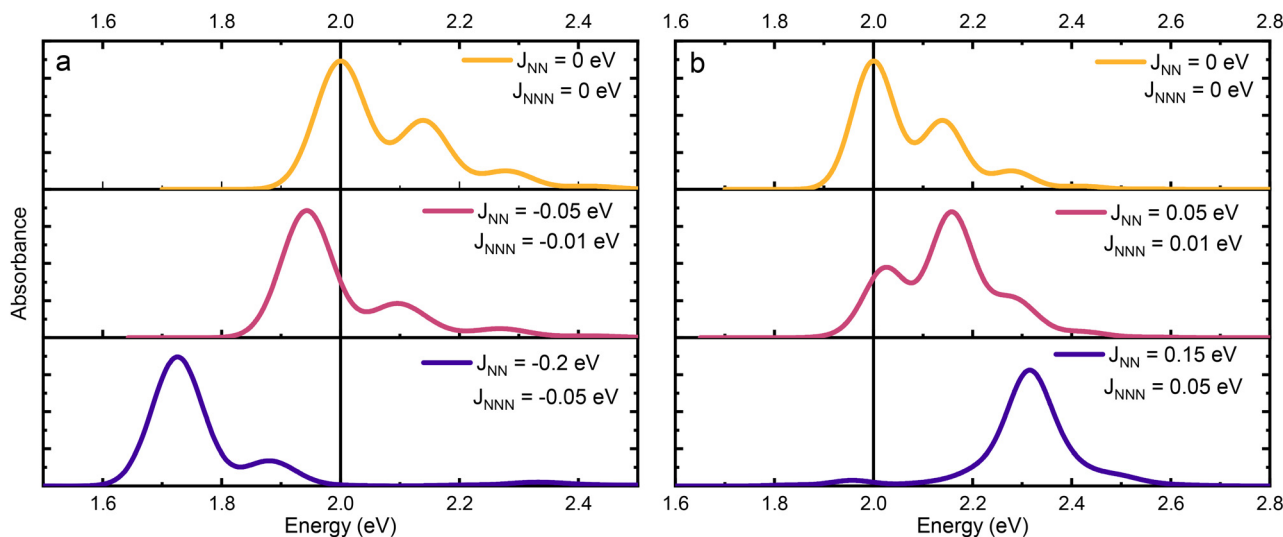 1.6 1.8 2.0 2.2 2.4
1.6 1.8 2.0 2.2 2.4 2.6 2.8
a
J_NN = 0 eV
J_NNN = 0 eV
J_NN = -0.05 eV
J_NNN = -0.01 eV
J_NN = -0.2 eV
J_NNN = -0.05 eV
b
J_NN = 0 eV
J_NNN = 0 eV
J_NN = 0.05 eV
J_NNN = 0.01 eV
J_NN = 0.15 eV
J_NNN = 0.05 eV
Absorbance
1.6 1.8 2.0 2.2 2.4
1.6 1.8 2.0 2.2 2.4 2.6 2.8
Energy (eV)
Energy (eV)